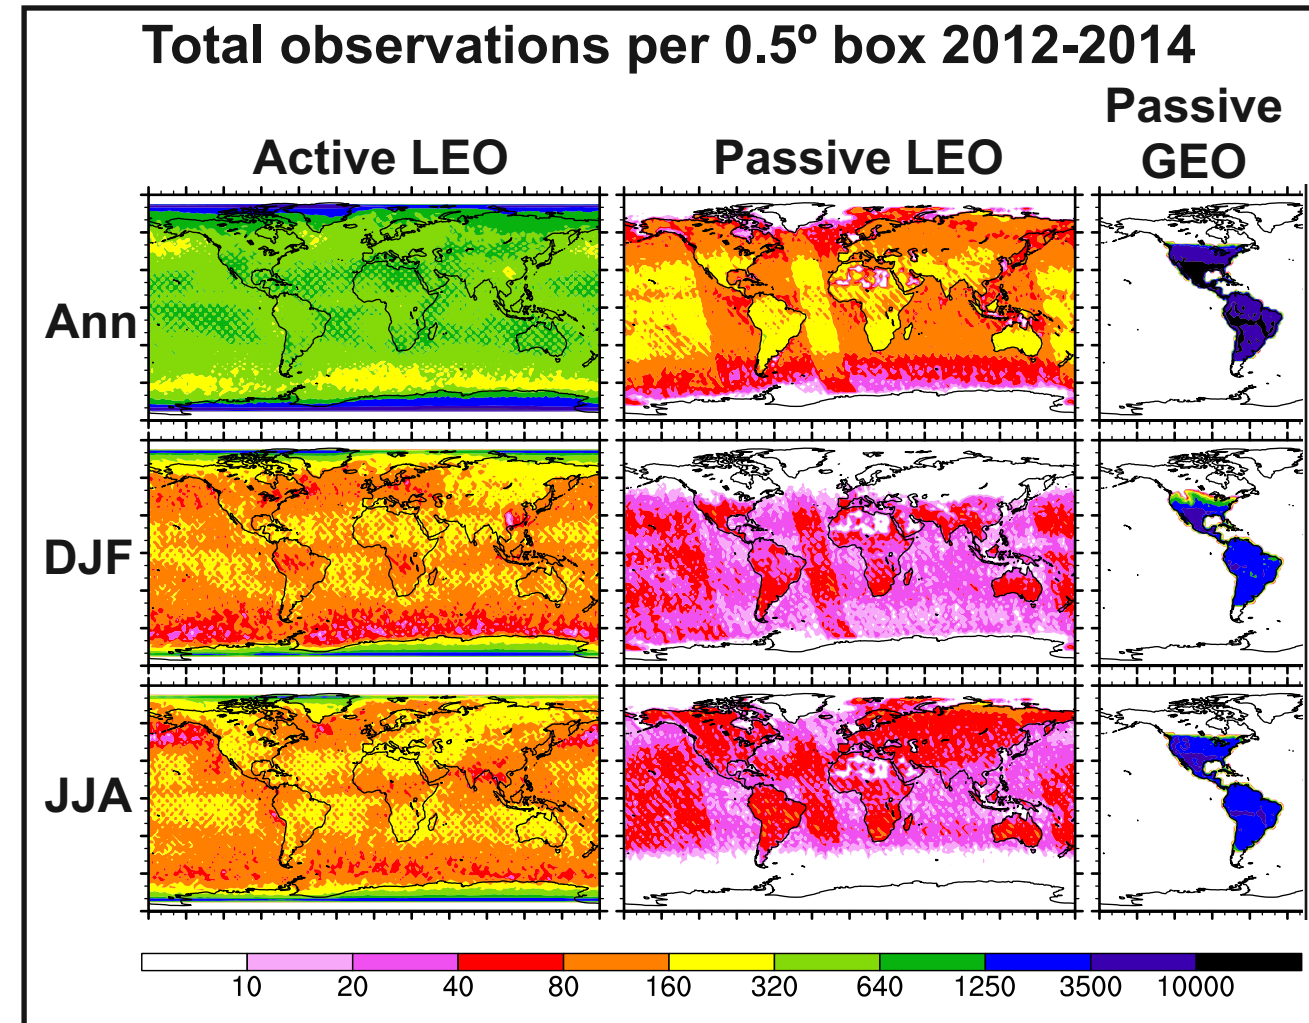 Total observations per 0.5º box 2012-2014
Active LEO
Passive LEO
Passive
GEO
Ann
DJF
JJA
10 20 40 80 160 320 640 1250 3500 10000